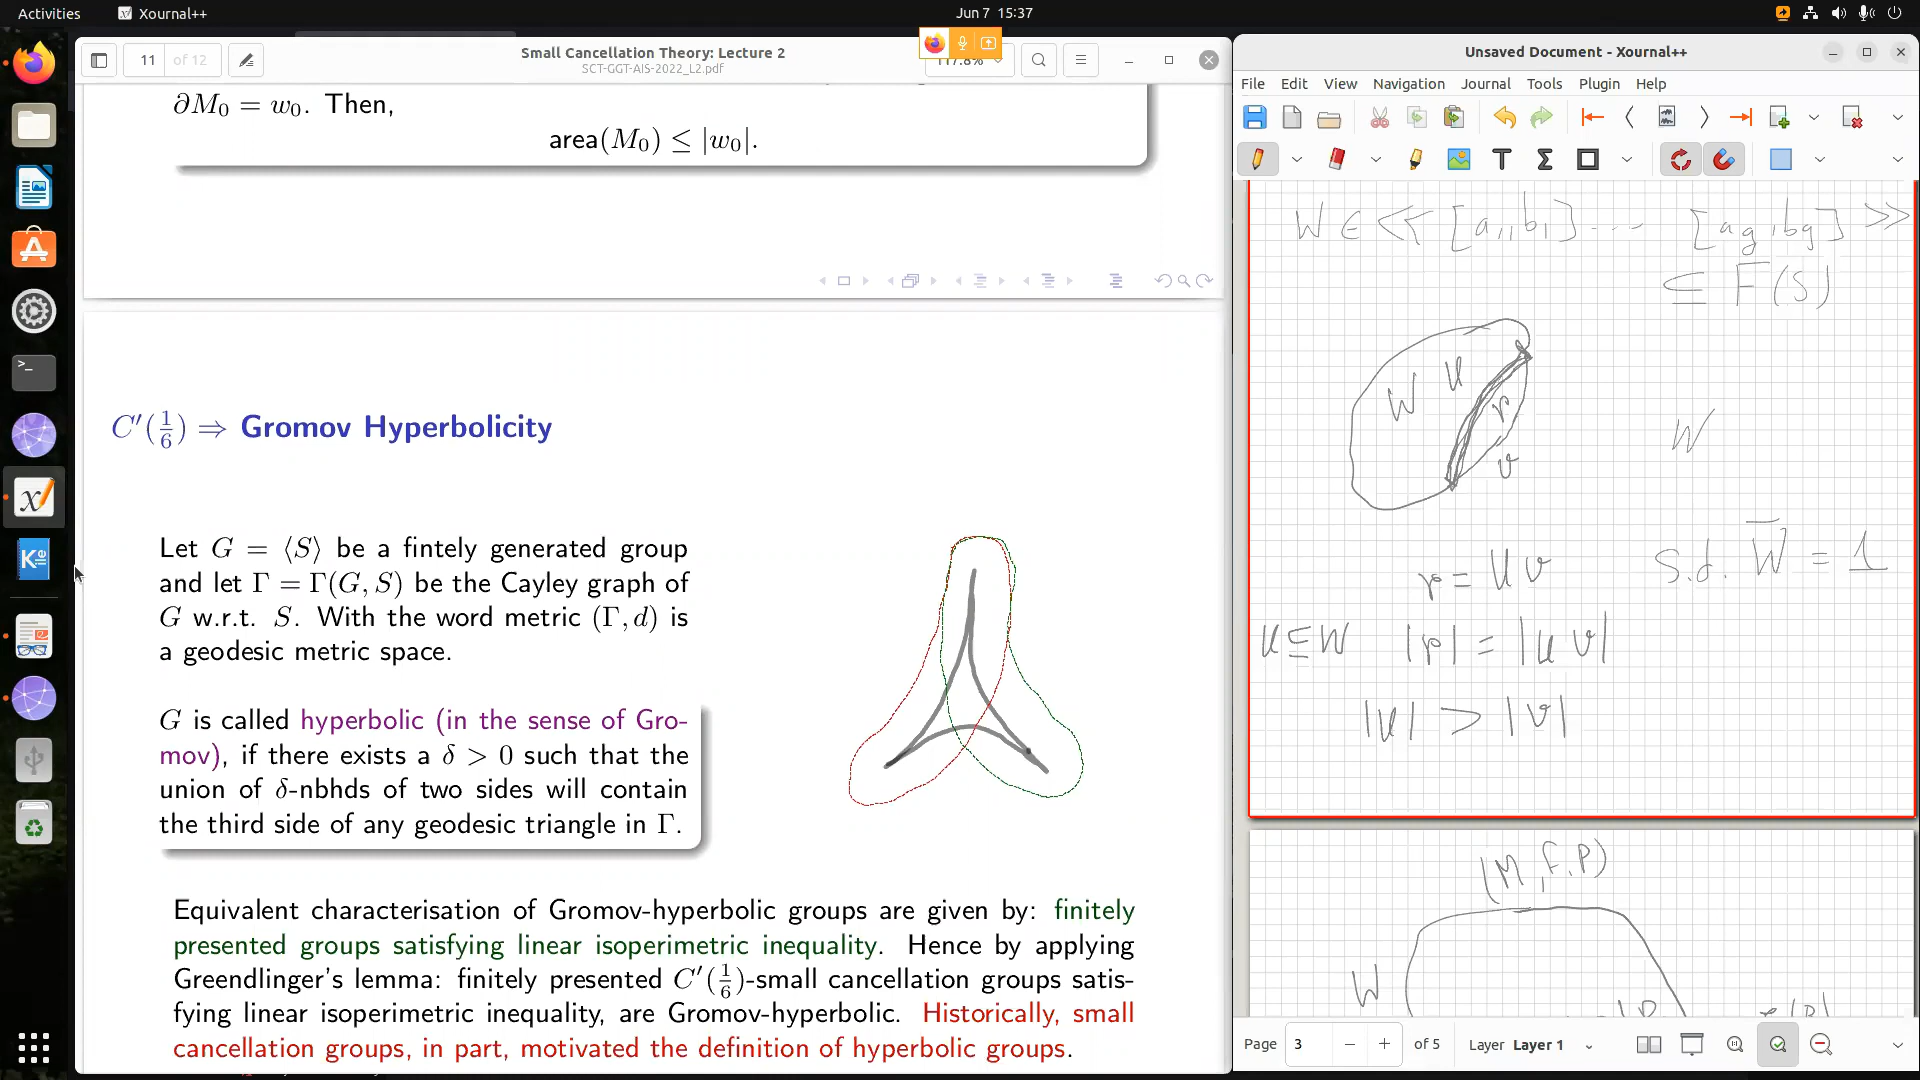 Activities Xournal++ Jun 7 15:37
11 of 12 Small Cancellation Theory: Lecture 2
SCT-GGT-AIS-2022_L2.pdf
∂M₀ = w₀. Then,
area(M₀) ≤ |w₀|.
C′(1/6) ⇒ Gromov Hyperbolicity
Let G = ⟨S⟩ be a fintely generated group
and let Γ = Γ(G, S) be the Cayley graph of
G w.r.t. S. With the word metric (Γ, d) is
a geodesic metric space.
G is called hyperbolic (in the sense of Gro-
mov), if there exists a δ > 0 such that the
union of δ-nbhds of two sides will contain
the third side of any geodesic triangle in Γ.
Equivalent characterisation of Gromov-hyperbolic groups are given by: finitely
presented groups satisfying linear isoperimetric inequality. Hence by applying
Greendlinger's lemma: finitely presented C′(1/6)-small cancellation groups satis-
fying linear isoperimetric inequality, are Gromov-hyperbolic. Historically, small
cancellation groups, in part, motivated the definition of hyperbolic groups.
Unsaved Document - Xournal++
File Edit View Navigation Journal Tools Plugin Help
W ∈ << [a₁,b₁] ... [ag,bg] >>
⊆ F(S)
W u r
v
W
r = uv
s.t. W̄ = 1
u ⊆ W |r| = |u v|
|u| > |v|
(M, F, P)
W
Page 3 − + of 5 Layer Layer 1